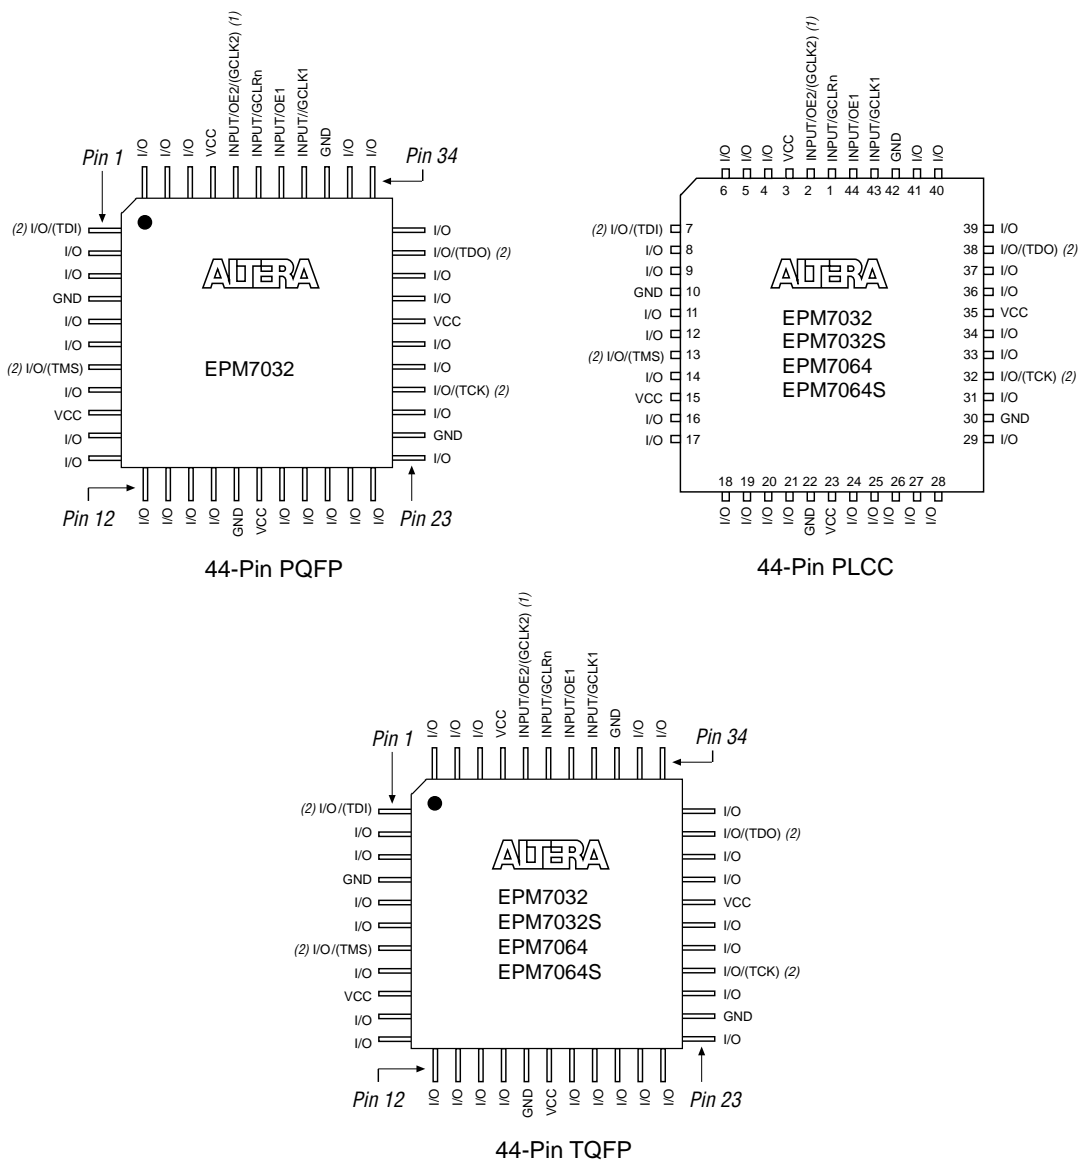 I/O
I/O
I/O
VCC
INPUT/OE2/(GCLK2) (1)
INPUT/GCLRn
INPUT/OE1
INPUT//GCLK1
GND
I/O
I/O
Pin 1
Pin 34
(2) I/O/(TDI)
I/O
I/O
GND
I/O
I/O
(2) I/O/(TMS)
I/O
VCC
I/O
I/O
ALTERA
EPM7032
I/O
I/O/(TDO) (2)
I/O
I/O
VCC
I/O
I/O
I/O/(TCK) (2)
I/O
GND
I/O
Pin 12
Pin 23
I/O
I/O
I/O
I/O
GND
VCC
I/O
I/O
I/O
I/O
I/O
44-Pin PQFP
I/O
I/O
I/O
VCC
INPUT/OE2/(GCLK2) (1)
INPUT/GCLRn
INPUT/OE1
INPUT/GCLK1
GND
I/O
I/O
6 5 4 3 2 1 44 43 42 41 40
(2) I/O/(TDI) 7
I/O 8
I/O 9
GND 10
I/O 11
I/O 12
(2) I/O/(TMS) 13
I/O 14
VCC 15
I/O 16
I/O 17
ALTERA
EPM7032
EPM7032S
EPM7064
EPM7064S
39 I/O
38 I/O/(TDO) (2)
37 I/O
36 I/O
35 VCC
34 I/O
33 I/O
32 I/O/(TCK) (2)
31 I/O
30 GND
29 I/O
18 19 20 21 22 23 24 25 26 27 28
I/O
I/O
I/O
I/O
GND
VCC
I/O
I/O
I/O
I/O
I/O
44-Pin PLCC
I/O
I/O
I/O
VCC
INPUT/OE2/(GCLK2) (1)
INPUT/GCLRn
INPUT/OE1
INPUT/GCLK1
GND
I/O
I/O
Pin 1
Pin 34
(2) I/O/(TDI)
I/O
I/O
GND
I/O
I/O
(2) I/O/(TMS)
I/O
VCC
I/O
I/O
ALTERA
EPM7032
EPM7032S
EPM7064
EPM7064S
I/O
I/O/(TDO) (2)
I/O
I/O
VCC
I/O
I/O
I/O/(TCK) (2)
I/O
GND
I/O
Pin 12
Pin 23
I/O
I/O
I/O
I/O
GND
VCC
I/O
I/O
I/O
I/O
I/O
44-Pin TQFP